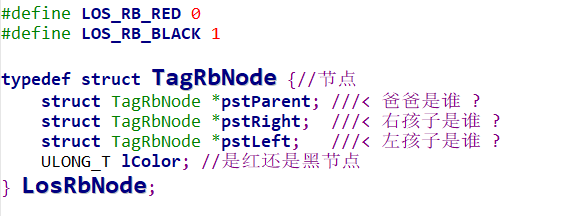 #define LOS_RB_RED 0
#define LOS_RB_BLACK 1
typedef struct TagRbNode {//节点
struct TagRbNode *pstParent; ///< 爸爸是谁 ?
struct TagRbNode *pstRight; ///< 右孩子是谁 ?
struct TagRbNode *pstLeft; ///< 左孩子是谁 ?
ULONG_T lColor; //是红还是黑节点
} LosRbNode;